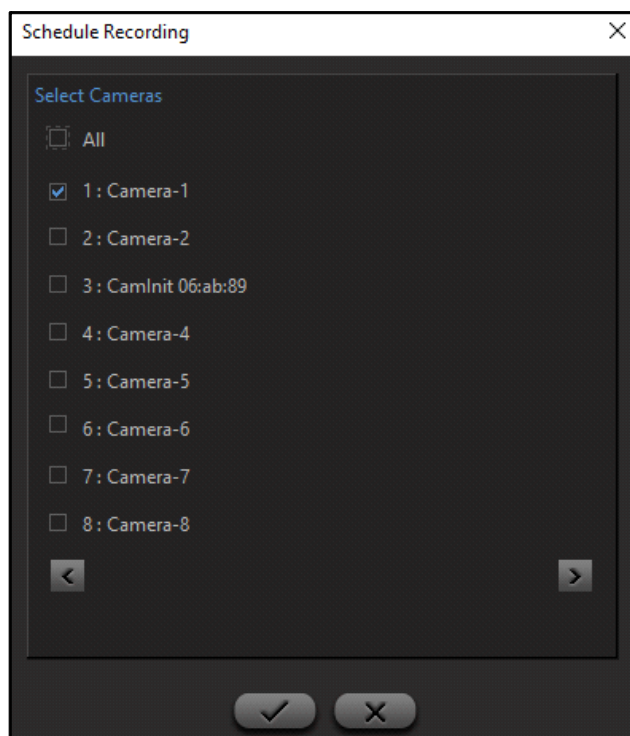 Schedule Recording
Select Cameras
All
1 : Camera-1
2 : Camera-2
3 : CamInit 06:ab:89
4 : Camera-4
5 : Camera-5
6 : Camera-6
7 : Camera-7
8 : Camera-8